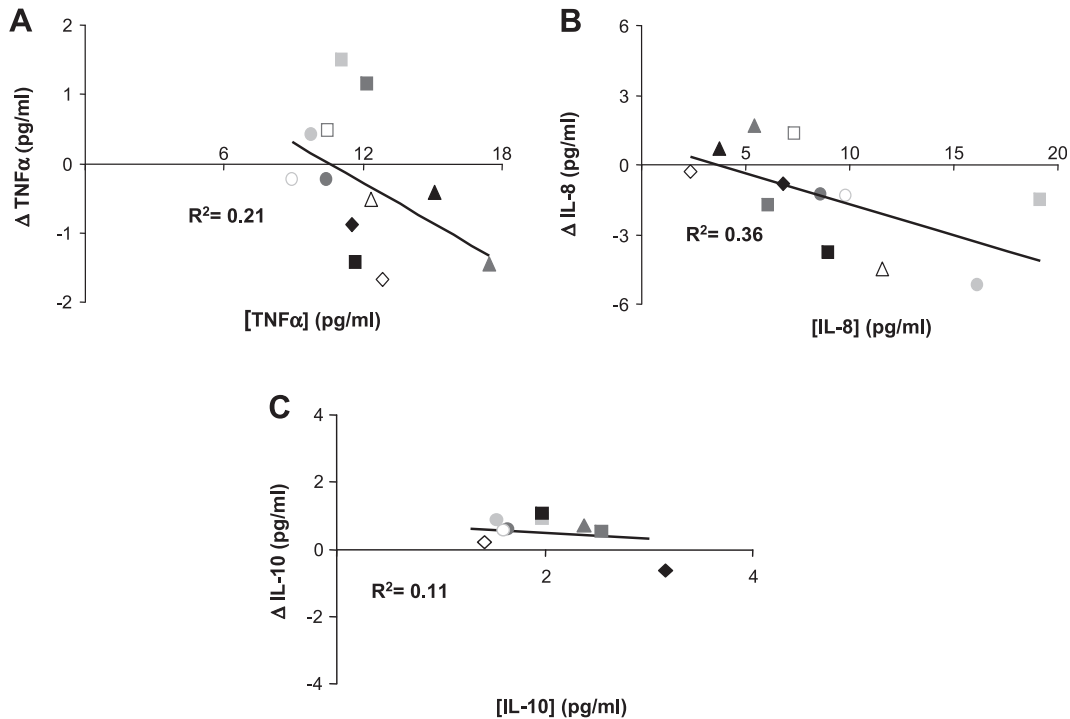 A
Δ TNFα (pg/ml)
2
1
0
-1
-2
6
12
18
R²= 0.21
[TNFα] (pg/ml)
B
Δ IL-8 (pg/ml)
6
3
0
-3
-6
5
10
15
20
R²= 0.36
[IL-8] (pg/ml)
C
Δ IL-10 (pg/ml)
4
2
0
-2
-4
2
4
R²= 0.11
[IL-10] (pg/ml)